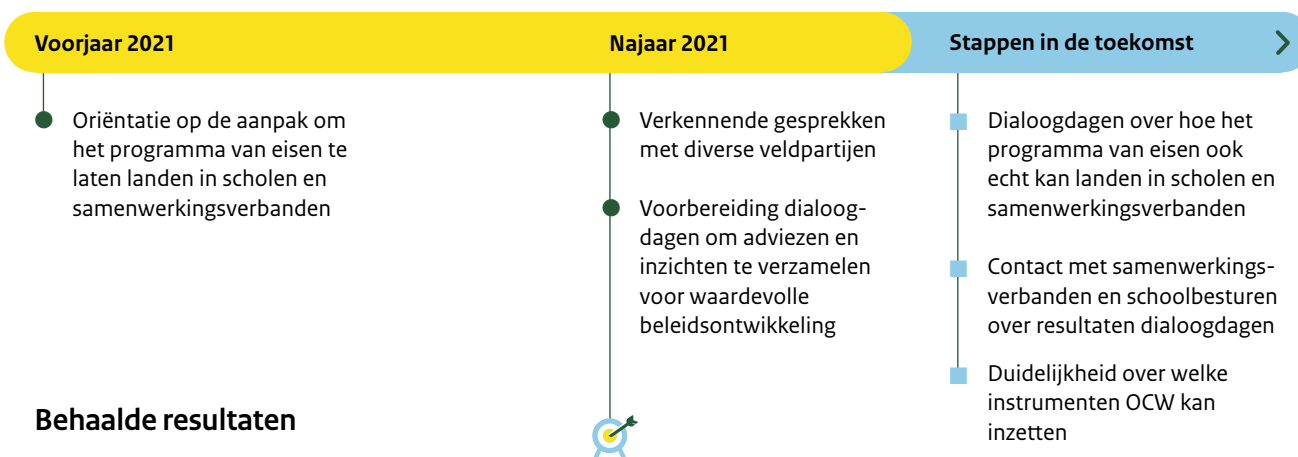 Voorjaar 2021
Oriëntatie op de aanpak om
het programma van eisen te
laten landen in scholen en
samenwerkingsverbanden
Najaar 2021
Verkennende gesprekken
met diverse veldpartijen
Voorbereiding dialoog-
dagen om adviezen en
inzichten te verzamelen
voor waardevolle
beleidsontwikkeling
Stappen in de toekomst
Dialoogdagen over hoe het
programma van eisen ook
echt kan landen in scholen en
samenwerkingsverbanden
Contact met samenwerkings-
verbanden en schoolbesturen
over resultaten dialoogdagen
Duidelijkheid over welke
instrumenten OCW kan
inzetten
Behaalde resultaten